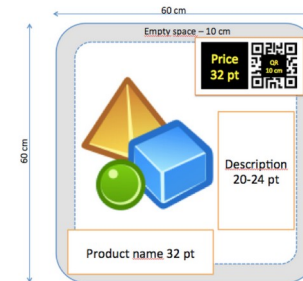 60 cm
Empty space – 10 cm
Price
32 pt
QR
10 cm
60 cm
Description
20-24 pt
Product name 32 pt